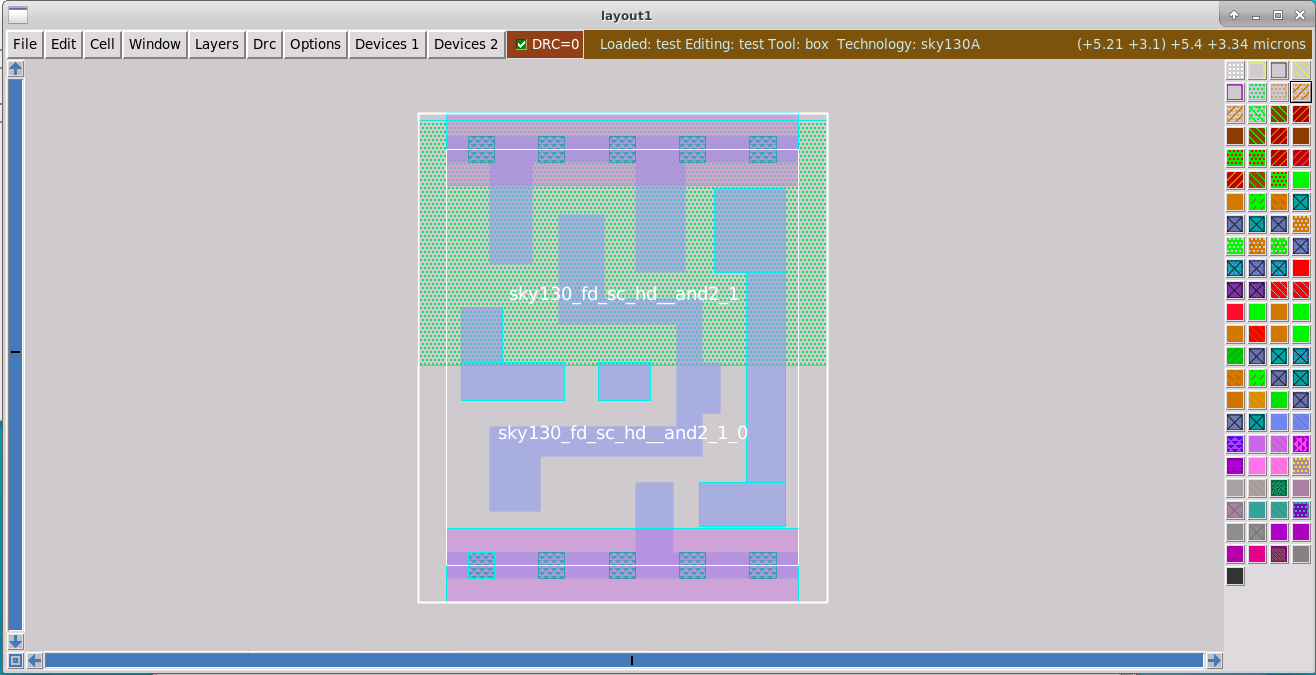 layout1
File Edit Cell Window Layers Drc Options Devices 1 Devices 2 DRC=0 Loaded: test Editing: test Tool: box Technology: sky130A (+5.21 +3.1) +5.4 +3.34 microns
sky130_fd_sc_hd__and2_1
sky130_fd_sc_hd__and2_1_0